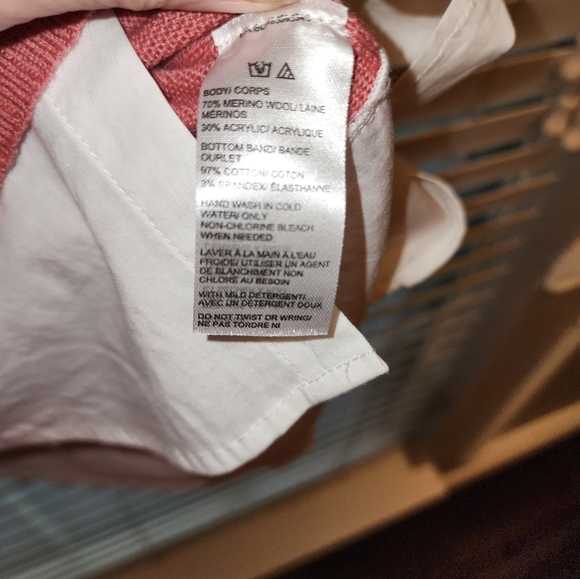 BODY/ CORPS
70% MERINO WOOL/ LAINE
MÉRINOS
30% ACRYLIC/ ACRYLIQUE
BOTTOM BAND/ BANDE
OURLET
97% COTTON/ COTON
3% SPANDEX/ ÉLASTHANNE
HAND WASH IN COLD
WATER/ ONLY
NON-CHLORINE BLEACH
WHEN NEEDED
LAVER À LA MAIN À L'EAU
FROIDE/ UTILISER UN AGENT
DE BLANCHIMENT NON
CHLORE AU BESOIN
WITH MILD DETERGENT/
AVEC UN DÉTERGENT DOUX
DO NOT TWIST OR WRING/
NE PAS TORDRE NI